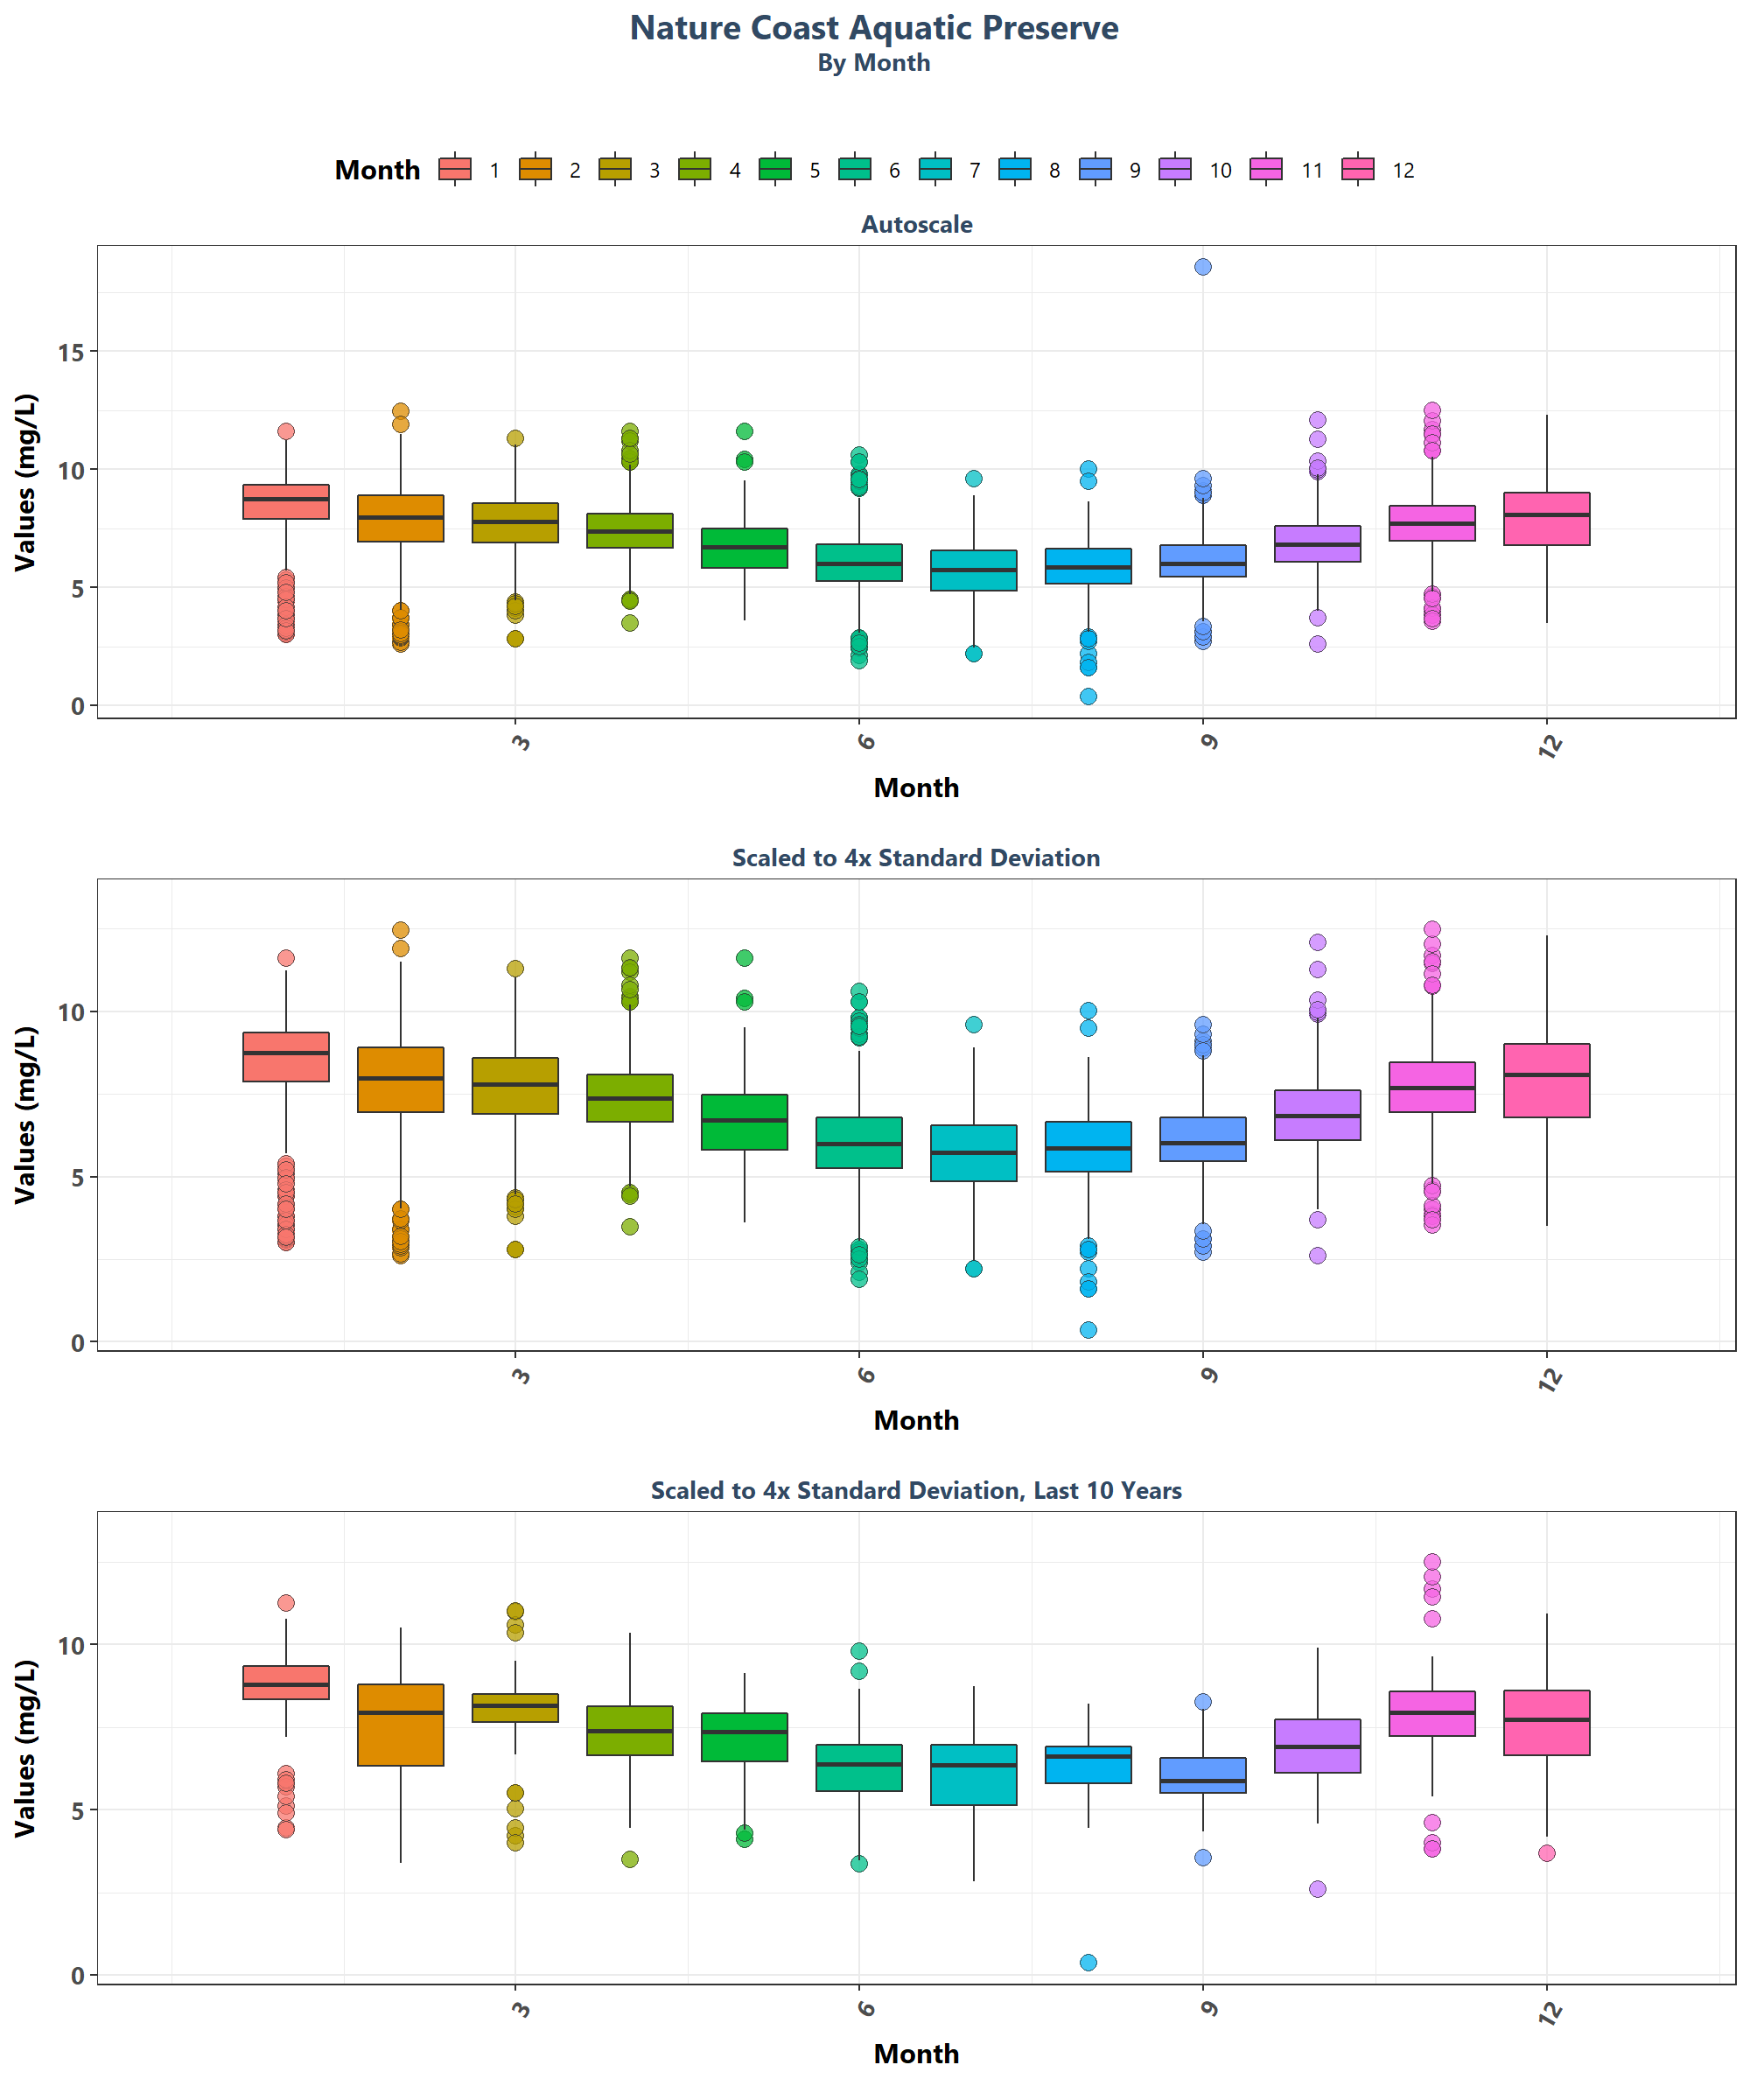 Nature Coast Aquatic Preserve
By Month
Month 1 2 3 4 5 6 7 8 9 10 11 12
Autoscale
Values (mg/L)
15
10
5
0
3 6 9 12
Month
Scaled to 4x Standard Deviation
Values (mg/L)
10
5
0
3 6 9 12
Month
Scaled to 4x Standard Deviation, Last 10 Years
Values (mg/L)
10
5
0
3 6 9 12
Month